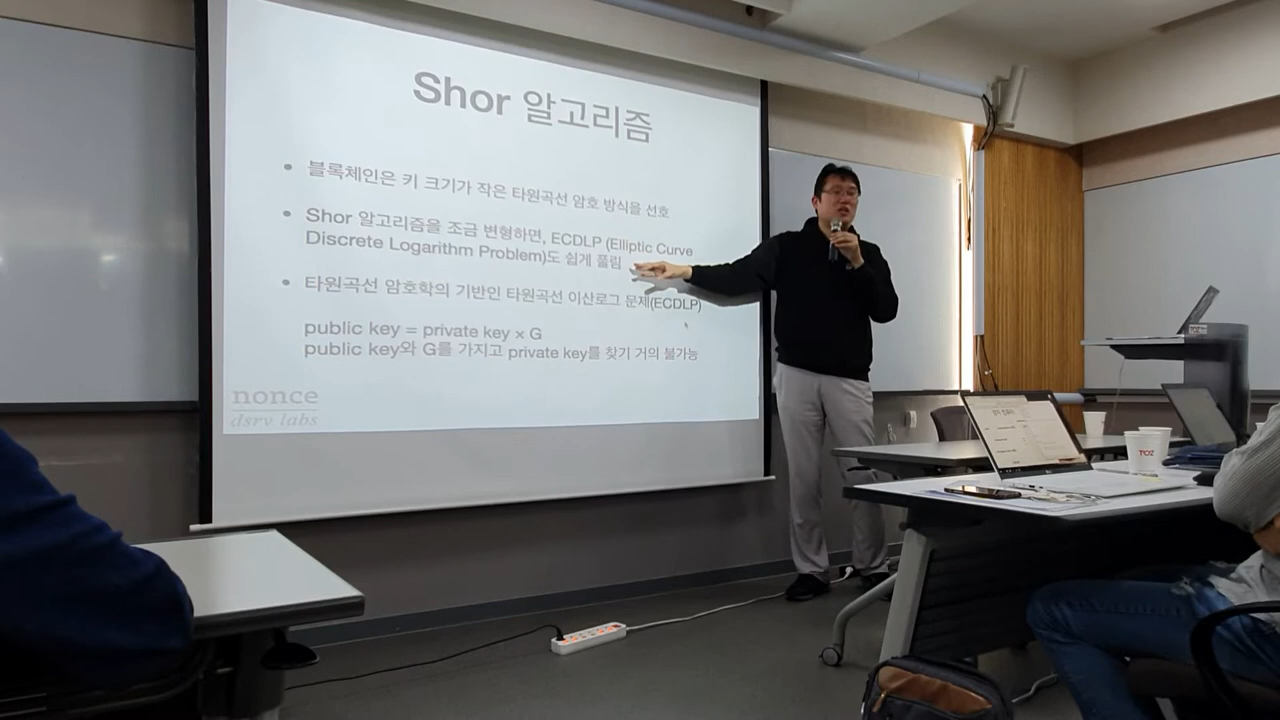 Shor 알고리즘
• 블록체인은 키 크기가 작은 타원곡선 암호 방식을 선호
• Shor 알고리즘을 조금 변형하면, ECDLP (Elliptic Curve
Discrete Logarithm Problem)도 쉽게 풀림
• 타원곡선 암호학의 기반인 타원곡선 이산로그 문제(ECDLP)
public key = private key × G
public key와 G를 가지고 private key를 찾기 거의 불가능
nonce
dsrv labs
TOZ
TOZ